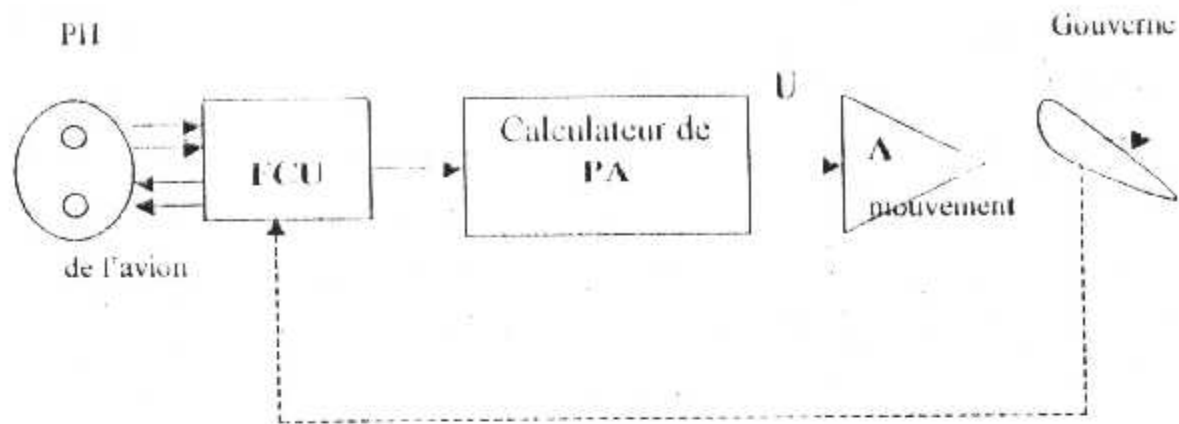 PH
Gouverne
U
Calculateur de
PA
FCU
A
mouvement
de l'avion